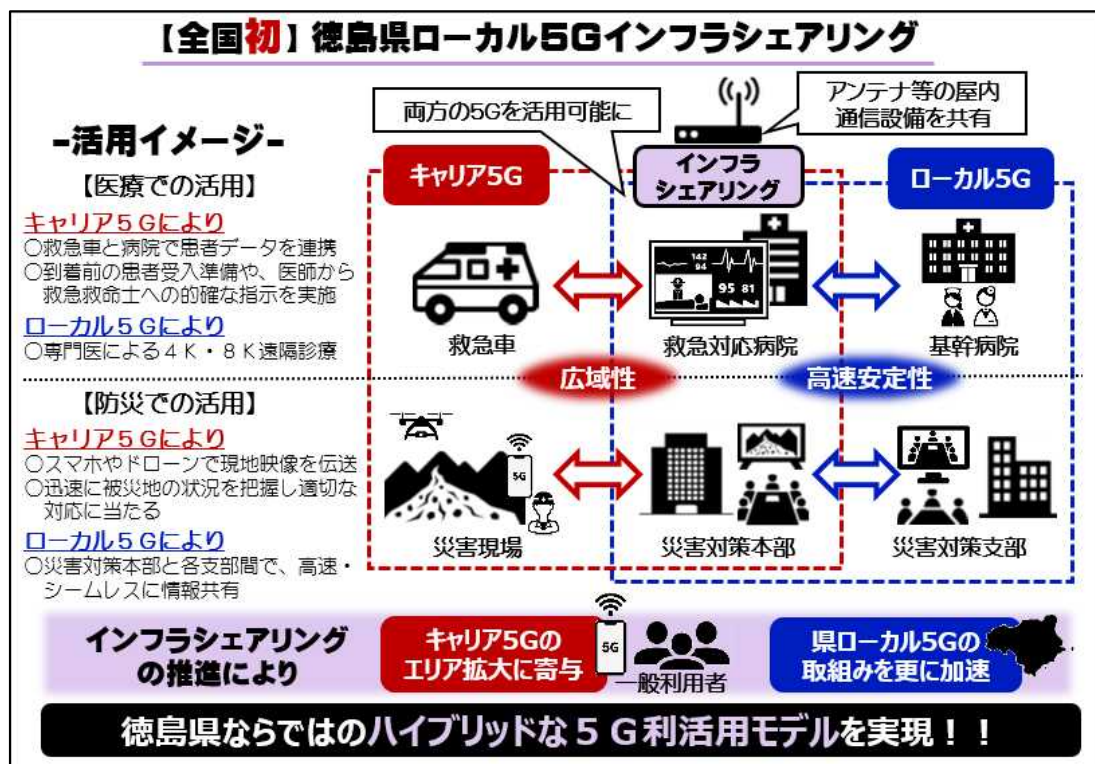 【全国初】徳島県ローカル5Gインフラシェアリング
両方の5Gを活用可能に
アンテナ等の屋内
通信設備を共有
-活用イメージ-
キャリア5G
インフラ
シェアリング
ローカル5G
【医療での活用】
キャリア5Gにより
○救急車と病院で患者データを連携
○到着前の患者受入準備や、医師から
救急救命士への的確な指示を実施
ローカル5Gにより
○専門医による4K・8K遠隔診療
142
94
95 81
救急車
救急対応病院
基幹病院
広域性
高速安定性
【防災での活用】
キャリア5Gにより
○スマホやドローンで現地映像を伝送
○迅速に被災地の状況を把握し適切な
対応に当たる
ローカル5Gにより
○災害対策本部と各支部間で、高速・
シームレスに情報共有
5G
災害現場
災害対策本部
災害対策支部
インフラシェアリング
の推進により
キャリア5Gの
エリア拡大に寄与
5G
一般利用者
県ローカル5Gの
取組みを更に加速
徳島県ならではのハイブリッドな5G利活用モデルを実現!!